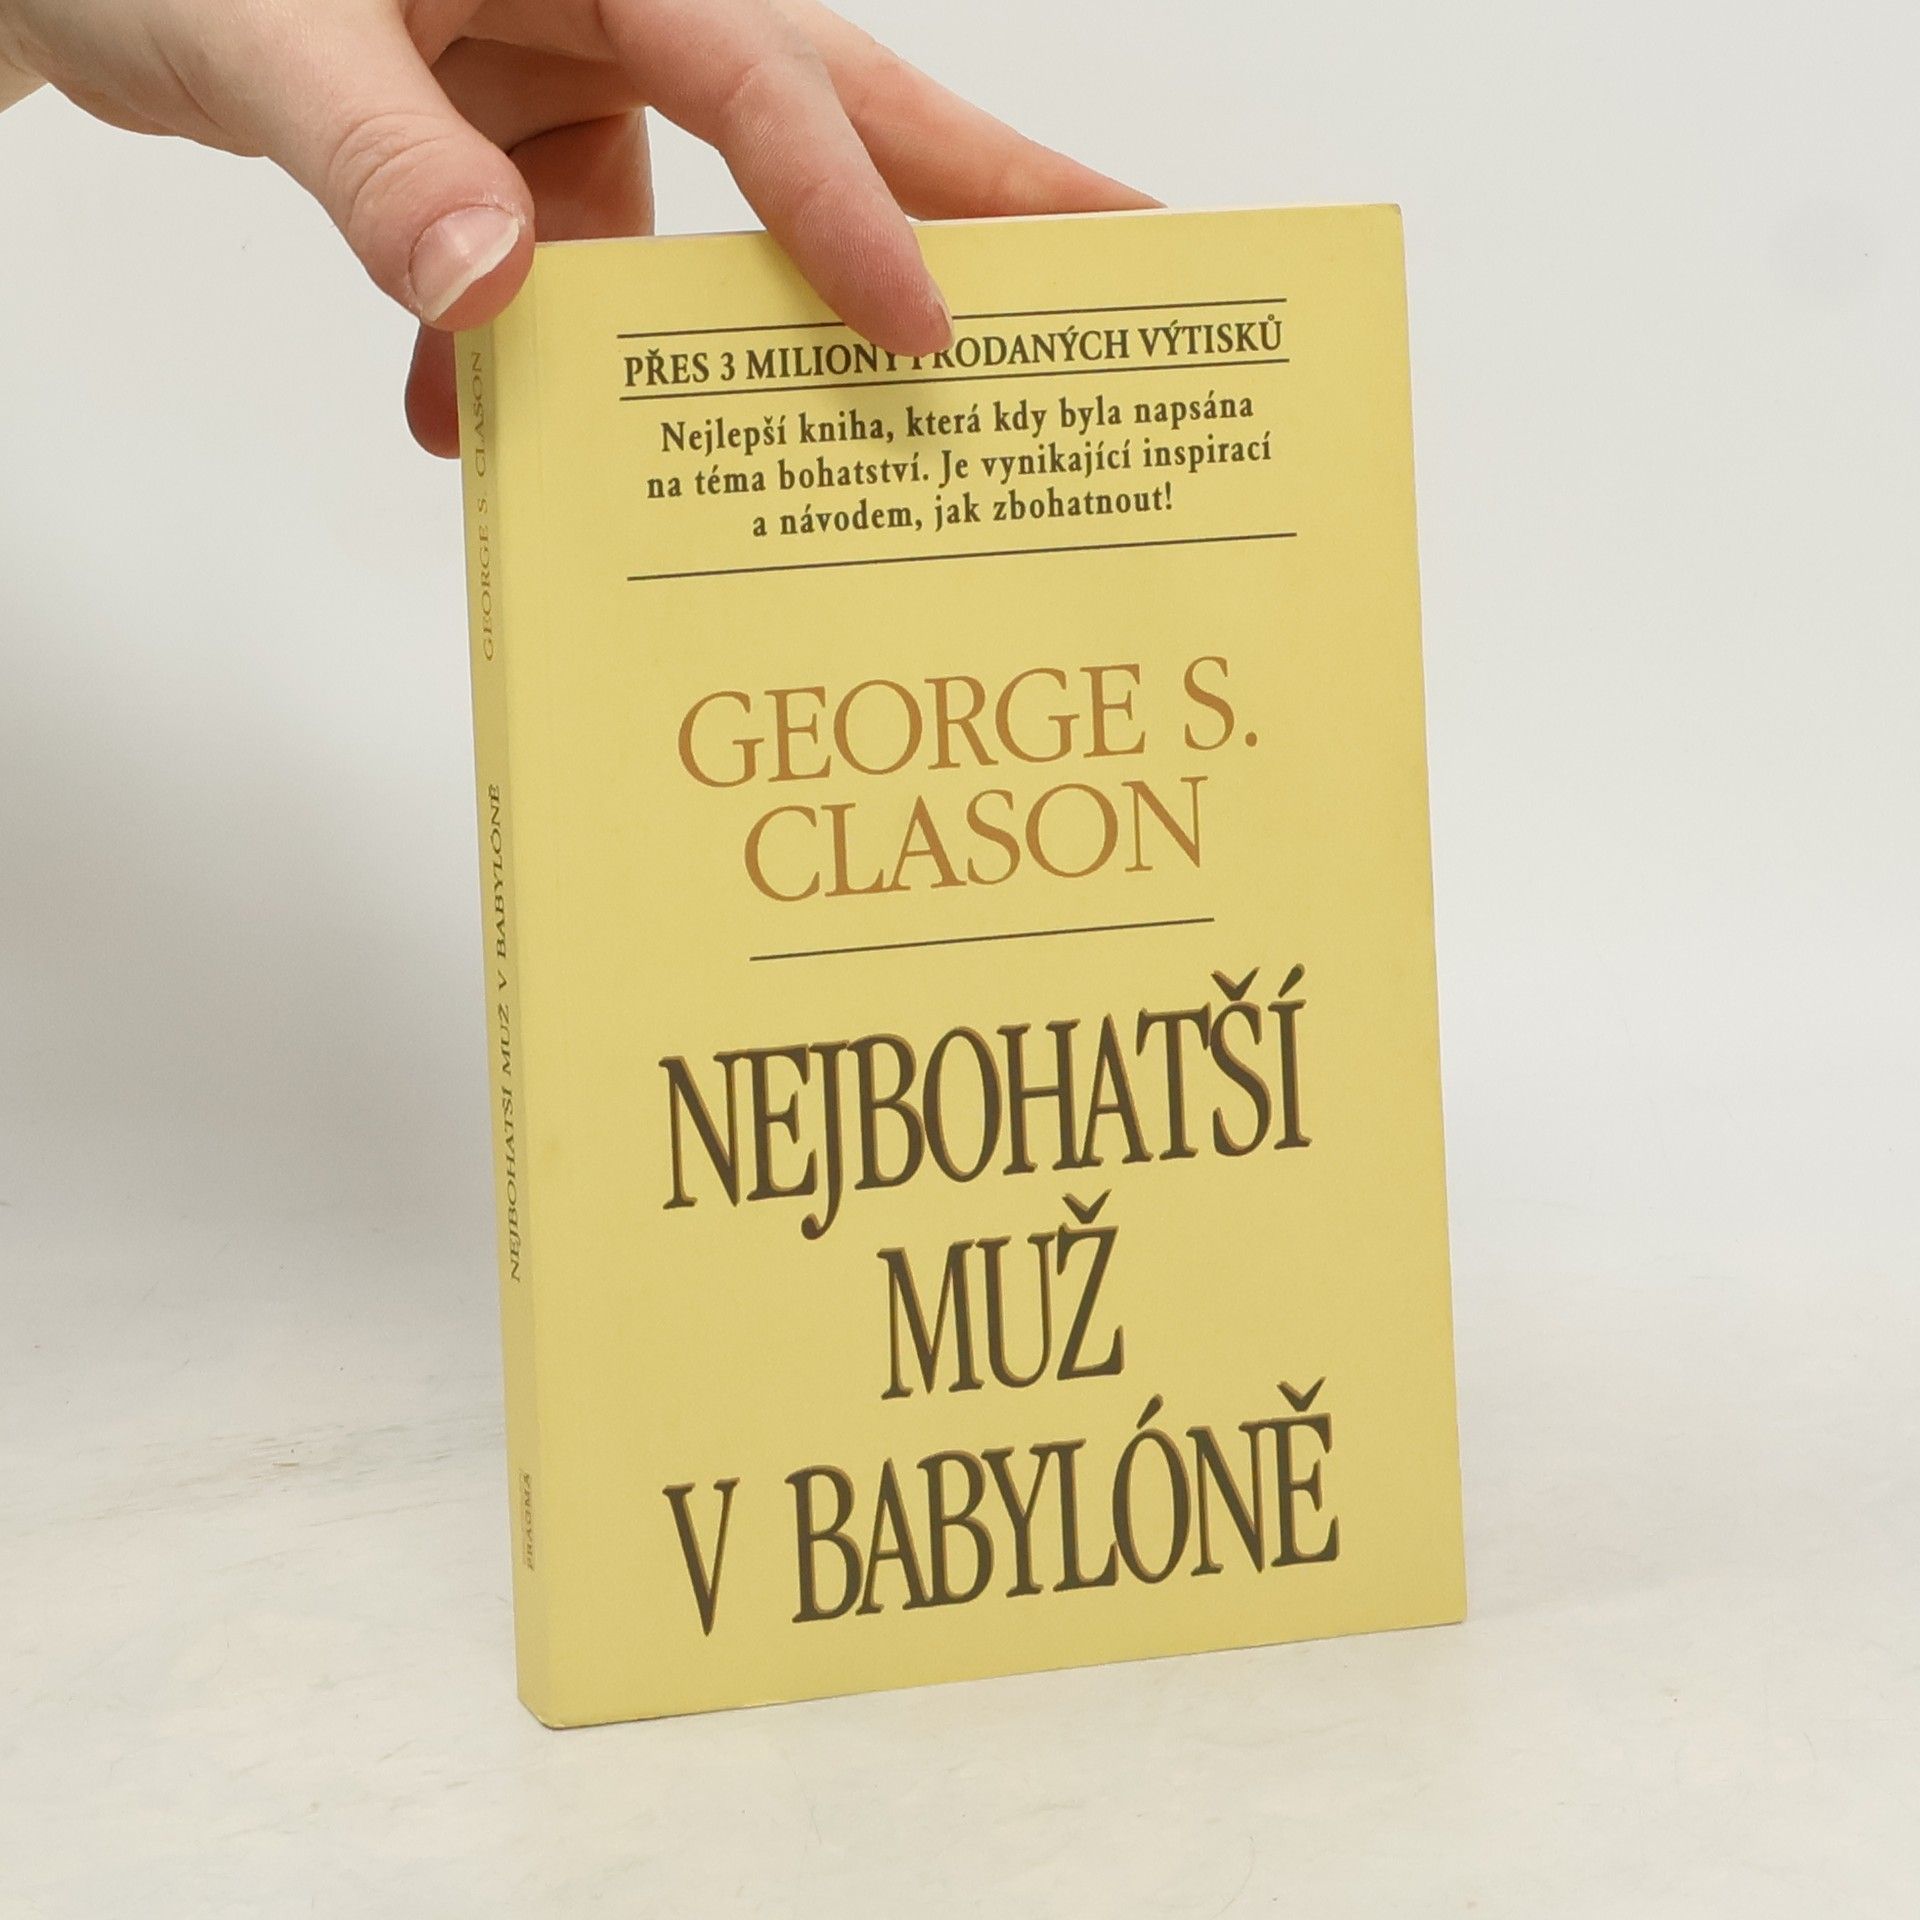 PŘES 3 MILIONY PRODANÝCH VÝTISKŮ
Nejlepší kniha, která kdy byla napsána
na téma bohatství. Je vynikající inspirací
a návodem, jak zbohatnout!
GEORGE S.
CLASON
NEJBOHATŠÍ
MUŽ
V BABYLÓNĚ
GEORGE S. CLASON
NEJBOHATŠÍ MUŽ V BABYLÓNĚ
PRAGMA